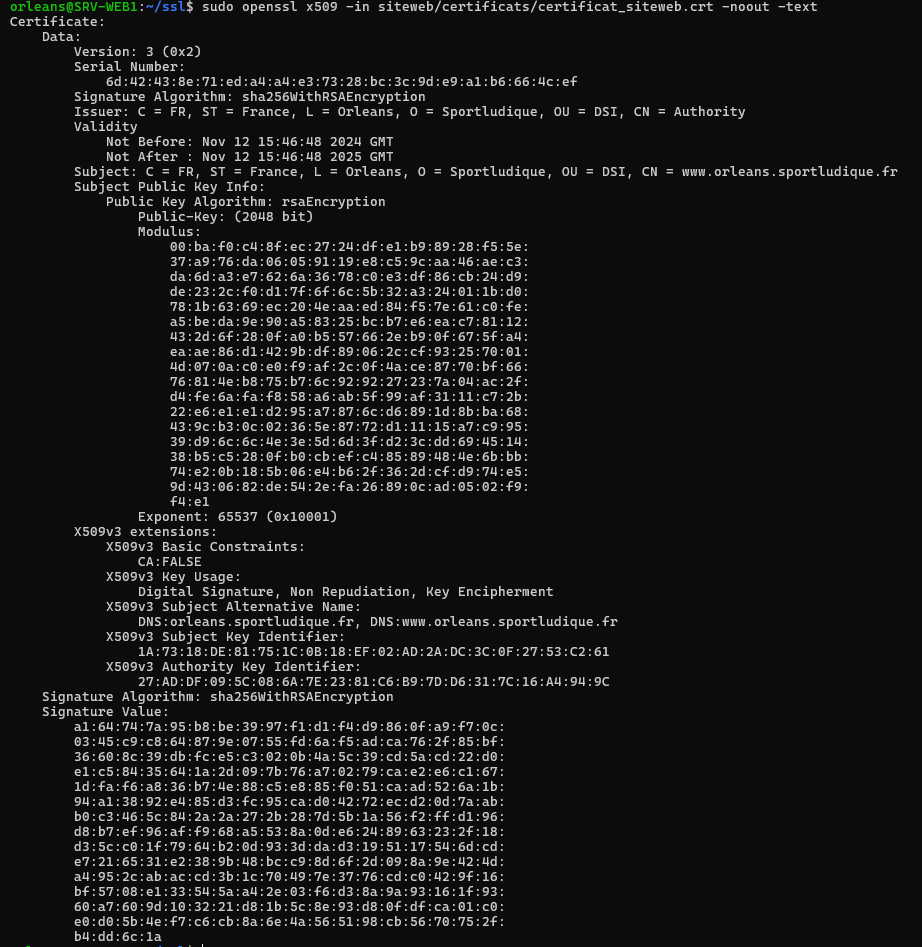 orleans@SRV-WEB1:~/ssl$ sudo openssl x509 -in siteweb/certificats/certificat_siteweb.crt -noout -text
Certificate:
    Data:
        Version: 3 (0x2)
        Serial Number:
            6d:42:43:8e:71:ed:a4:a4:e3:73:28:bc:3c:9d:e9:a1:b6:66:4c:ef
        Signature Algorithm: sha256WithRSAEncryption
        Issuer: C = FR, ST = France, L = Orleans, O = Sportludique, OU = DSI, CN = Authority
        Validity
            Not Before: Nov 12 15:46:48 2024 GMT
            Not After : Nov 12 15:46:48 2025 GMT
        Subject: C = FR, ST = France, L = Orleans, O = Sportludique, OU = DSI, CN = www.orleans.sportludique.fr
        Subject Public Key Info:
            Public Key Algorithm: rsaEncryption
                Public-Key: (2048 bit)
                Modulus:
                    00:ba:f0:c4:8f:ec:27:24:df:e1:b9:89:28:f5:5e:
                    37:a9:76:da:06:05:91:19:e8:c5:9c:aa:46:ae:c3:
                    da:6d:a3:e7:62:6a:36:78:c0:e3:df:86:cb:24:d9:
                    de:23:2c:f0:d1:7f:6f:6c:5b:32:a3:24:01:1b:d0:
                    78:1b:63:69:ec:20:4e:aa:ed:84:f5:7e:61:c0:fe:
                    a5:be:da:9e:90:a5:83:25:bc:b7:e6:ea:c7:81:12:
                    43:2d:6f:28:0f:a0:b5:57:66:2e:b9:0f:67:5f:a4:
                    ea:ae:86:d1:42:9b:df:89:06:2c:cf:93:25:70:01:
                    4d:07:0a:c0:e0:f9:af:2c:0f:4a:ce:87:70:bf:66:
                    76:81:4e:b8:75:b7:6c:92:92:27:23:7a:04:ac:2f:
                    d4:fe:6a:fa:f8:58:a6:ab:5f:99:af:31:11:c7:2b:
                    22:e6:e1:e1:d2:95:a7:87:6c:d6:89:1d:8b:ba:68:
                    43:9c:b3:0c:02:36:5e:87:72:d1:11:15:a7:c9:95:
                    39:d9:6c:6c:4e:3e:5d:6d:3f:d2:3c:dd:69:45:14:
                    38:b5:c5:28:0f:b0:cb:ef:c4:85:89:48:4e:6b:bb:
                    74:e2:0b:18:5b:06:e4:b6:2f:36:2d:cf:d9:74:e5:
                    9d:43:06:82:de:54:2e:fa:26:89:0c:ad:05:02:f9:
                    f4:e1
                Exponent: 65537 (0x10001)
        X509v3 extensions:
            X509v3 Basic Constraints:
                CA:FALSE
            X509v3 Key Usage:
                Digital Signature, Non Repudiation, Key Encipherment
            X509v3 Subject Alternative Name:
                DNS:orleans.sportludique.fr, DNS:www.orleans.sportludique.fr
            X509v3 Subject Key Identifier:
                1A:73:18:DE:81:75:1C:0B:18:EF:02:AD:2A:DC:3C:0F:27:53:C2:61
            X509v3 Authority Key Identifier:
                27:AD:DF:09:5C:08:6A:7E:23:81:C6:B9:7D:D6:31:7C:16:A4:94:9C
    Signature Algorithm: sha256WithRSAEncryption
    Signature Value:
        a1:64:74:7a:95:b8:be:39:97:f1:d1:f4:d9:86:0f:a9:f7:0c:
        03:45:c9:c8:64:87:9e:07:55:fd:6a:f5:ad:ca:76:2f:85:bf:
        36:60:8c:39:db:fc:e5:c3:02:0b:4a:5c:39:cd:5a:cd:22:d0:
        e1:c5:84:35:64:1a:2d:09:7b:76:a7:02:79:ca:e2:e6:c1:67:
        1d:fa:f6:a8:36:b7:4e:88:c5:e8:85:f0:51:ca:ad:52:6a:1b:
        94:a1:38:92:e4:85:d3:fc:95:ca:d0:42:72:ec:d2:0d:7a:ab:
        b0:c3:46:5c:84:2a:2a:27:2b:28:7d:5b:1a:56:f2:ff:d1:96:
        d8:b7:ef:96:af:f9:68:a5:53:8a:0d:e6:24:89:63:23:2f:18:
        d3:5c:c0:1f:79:64:b2:0d:93:3d:da:d3:19:51:17:54:6d:cd:
        e7:21:65:31:e2:38:9b:48:bc:c9:8d:6f:2d:09:8a:9e:42:4d:
        a4:95:2c:ab:ac:cd:3b:1c:70:49:7e:37:76:cd:c0:42:9f:16:
        bf:57:08:e1:33:54:5a:a4:2e:03:f6:d3:8a:9a:93:16:1f:93:
        60:a7:60:9d:10:32:21:d8:1b:5c:8e:93:d8:0f:df:ca:01:c0:
        e0:d0:5b:4e:f7:c6:cb:8a:6e:4a:56:51:98:cb:56:70:75:2f:
        b4:dd:6c:1a